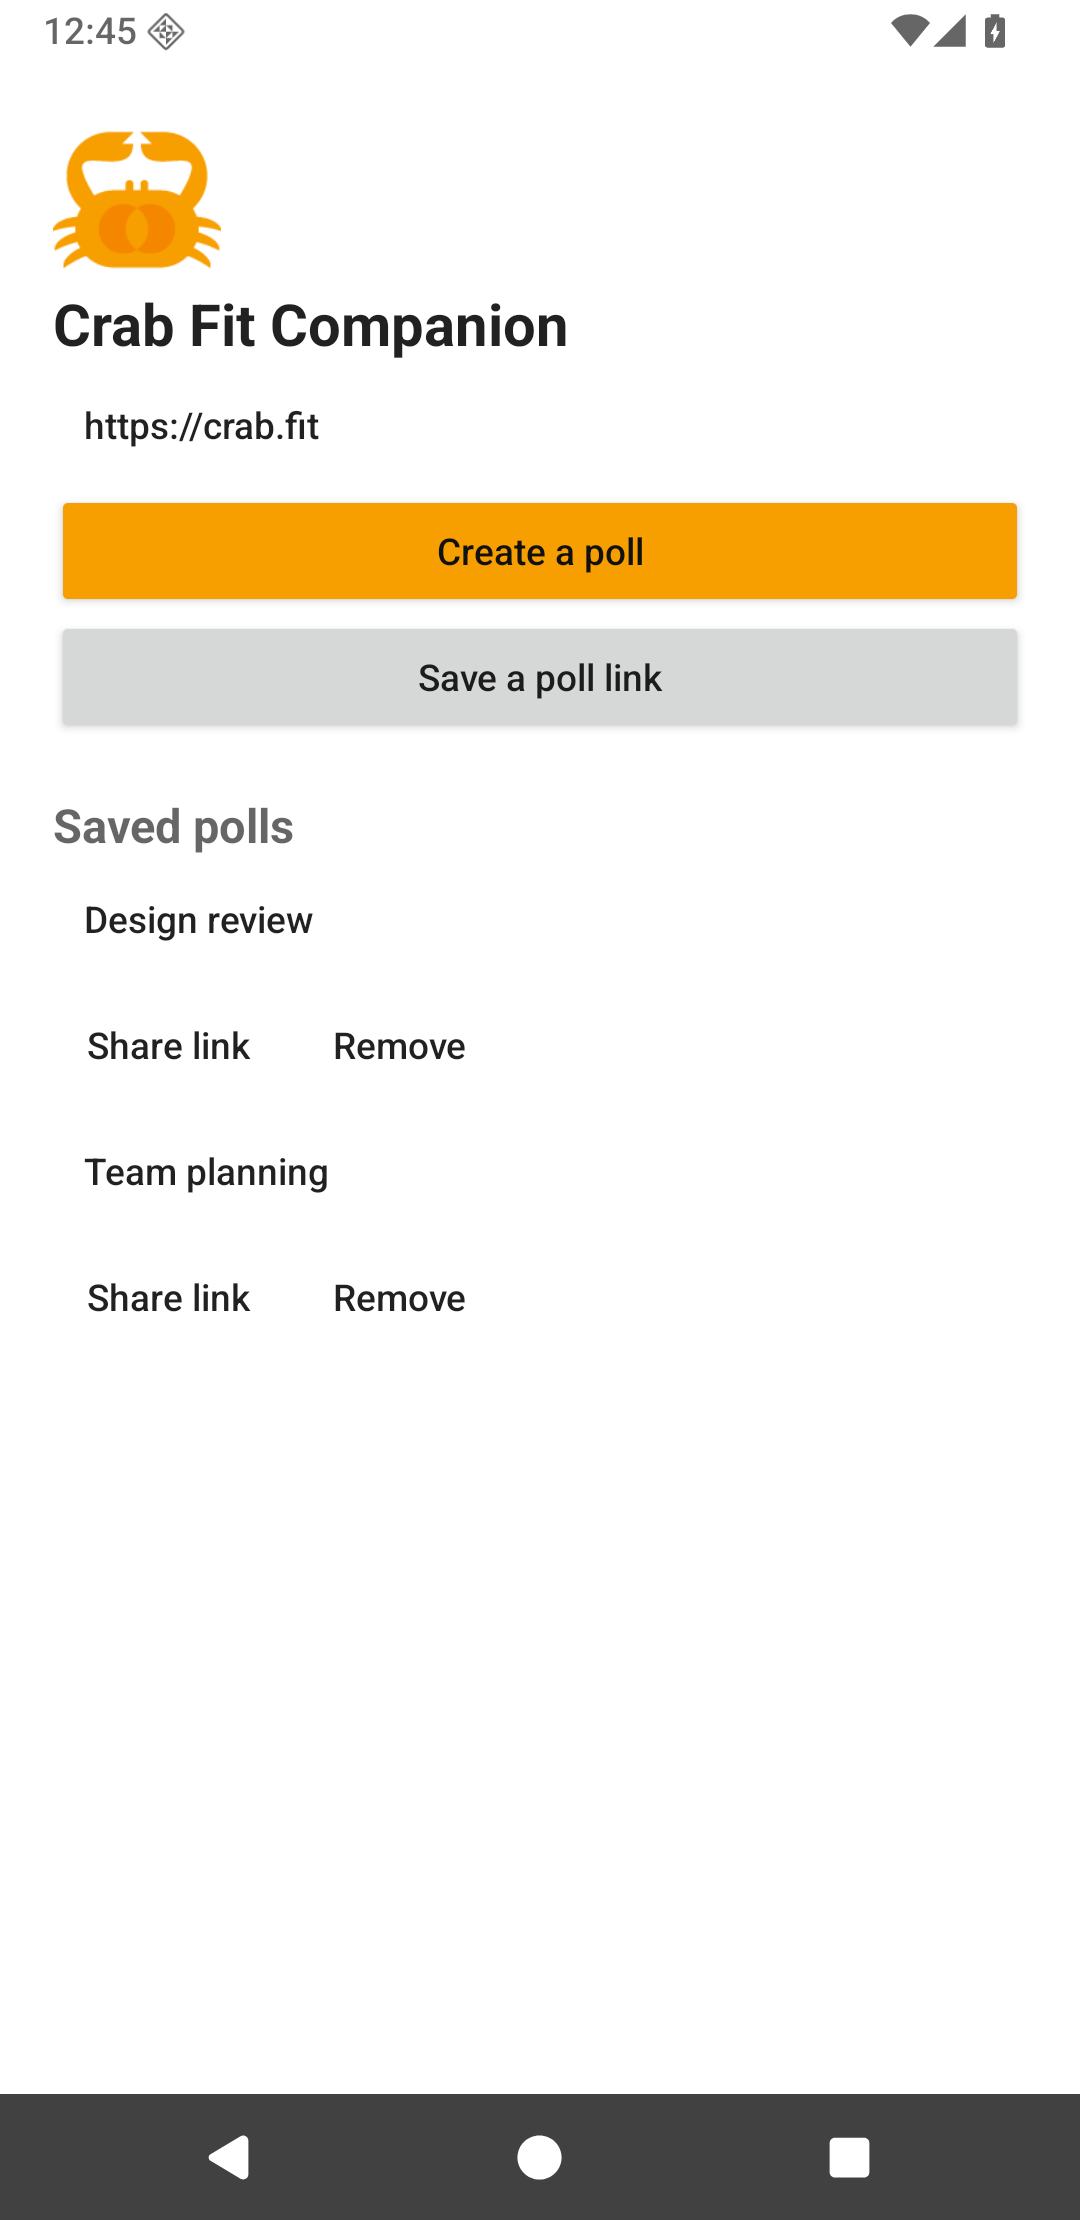 12:45
Crab Fit Companion
https://crab.fit
Create a poll
Save a poll link
Saved polls
Design review
Share link Remove
Team planning
Share link Remove